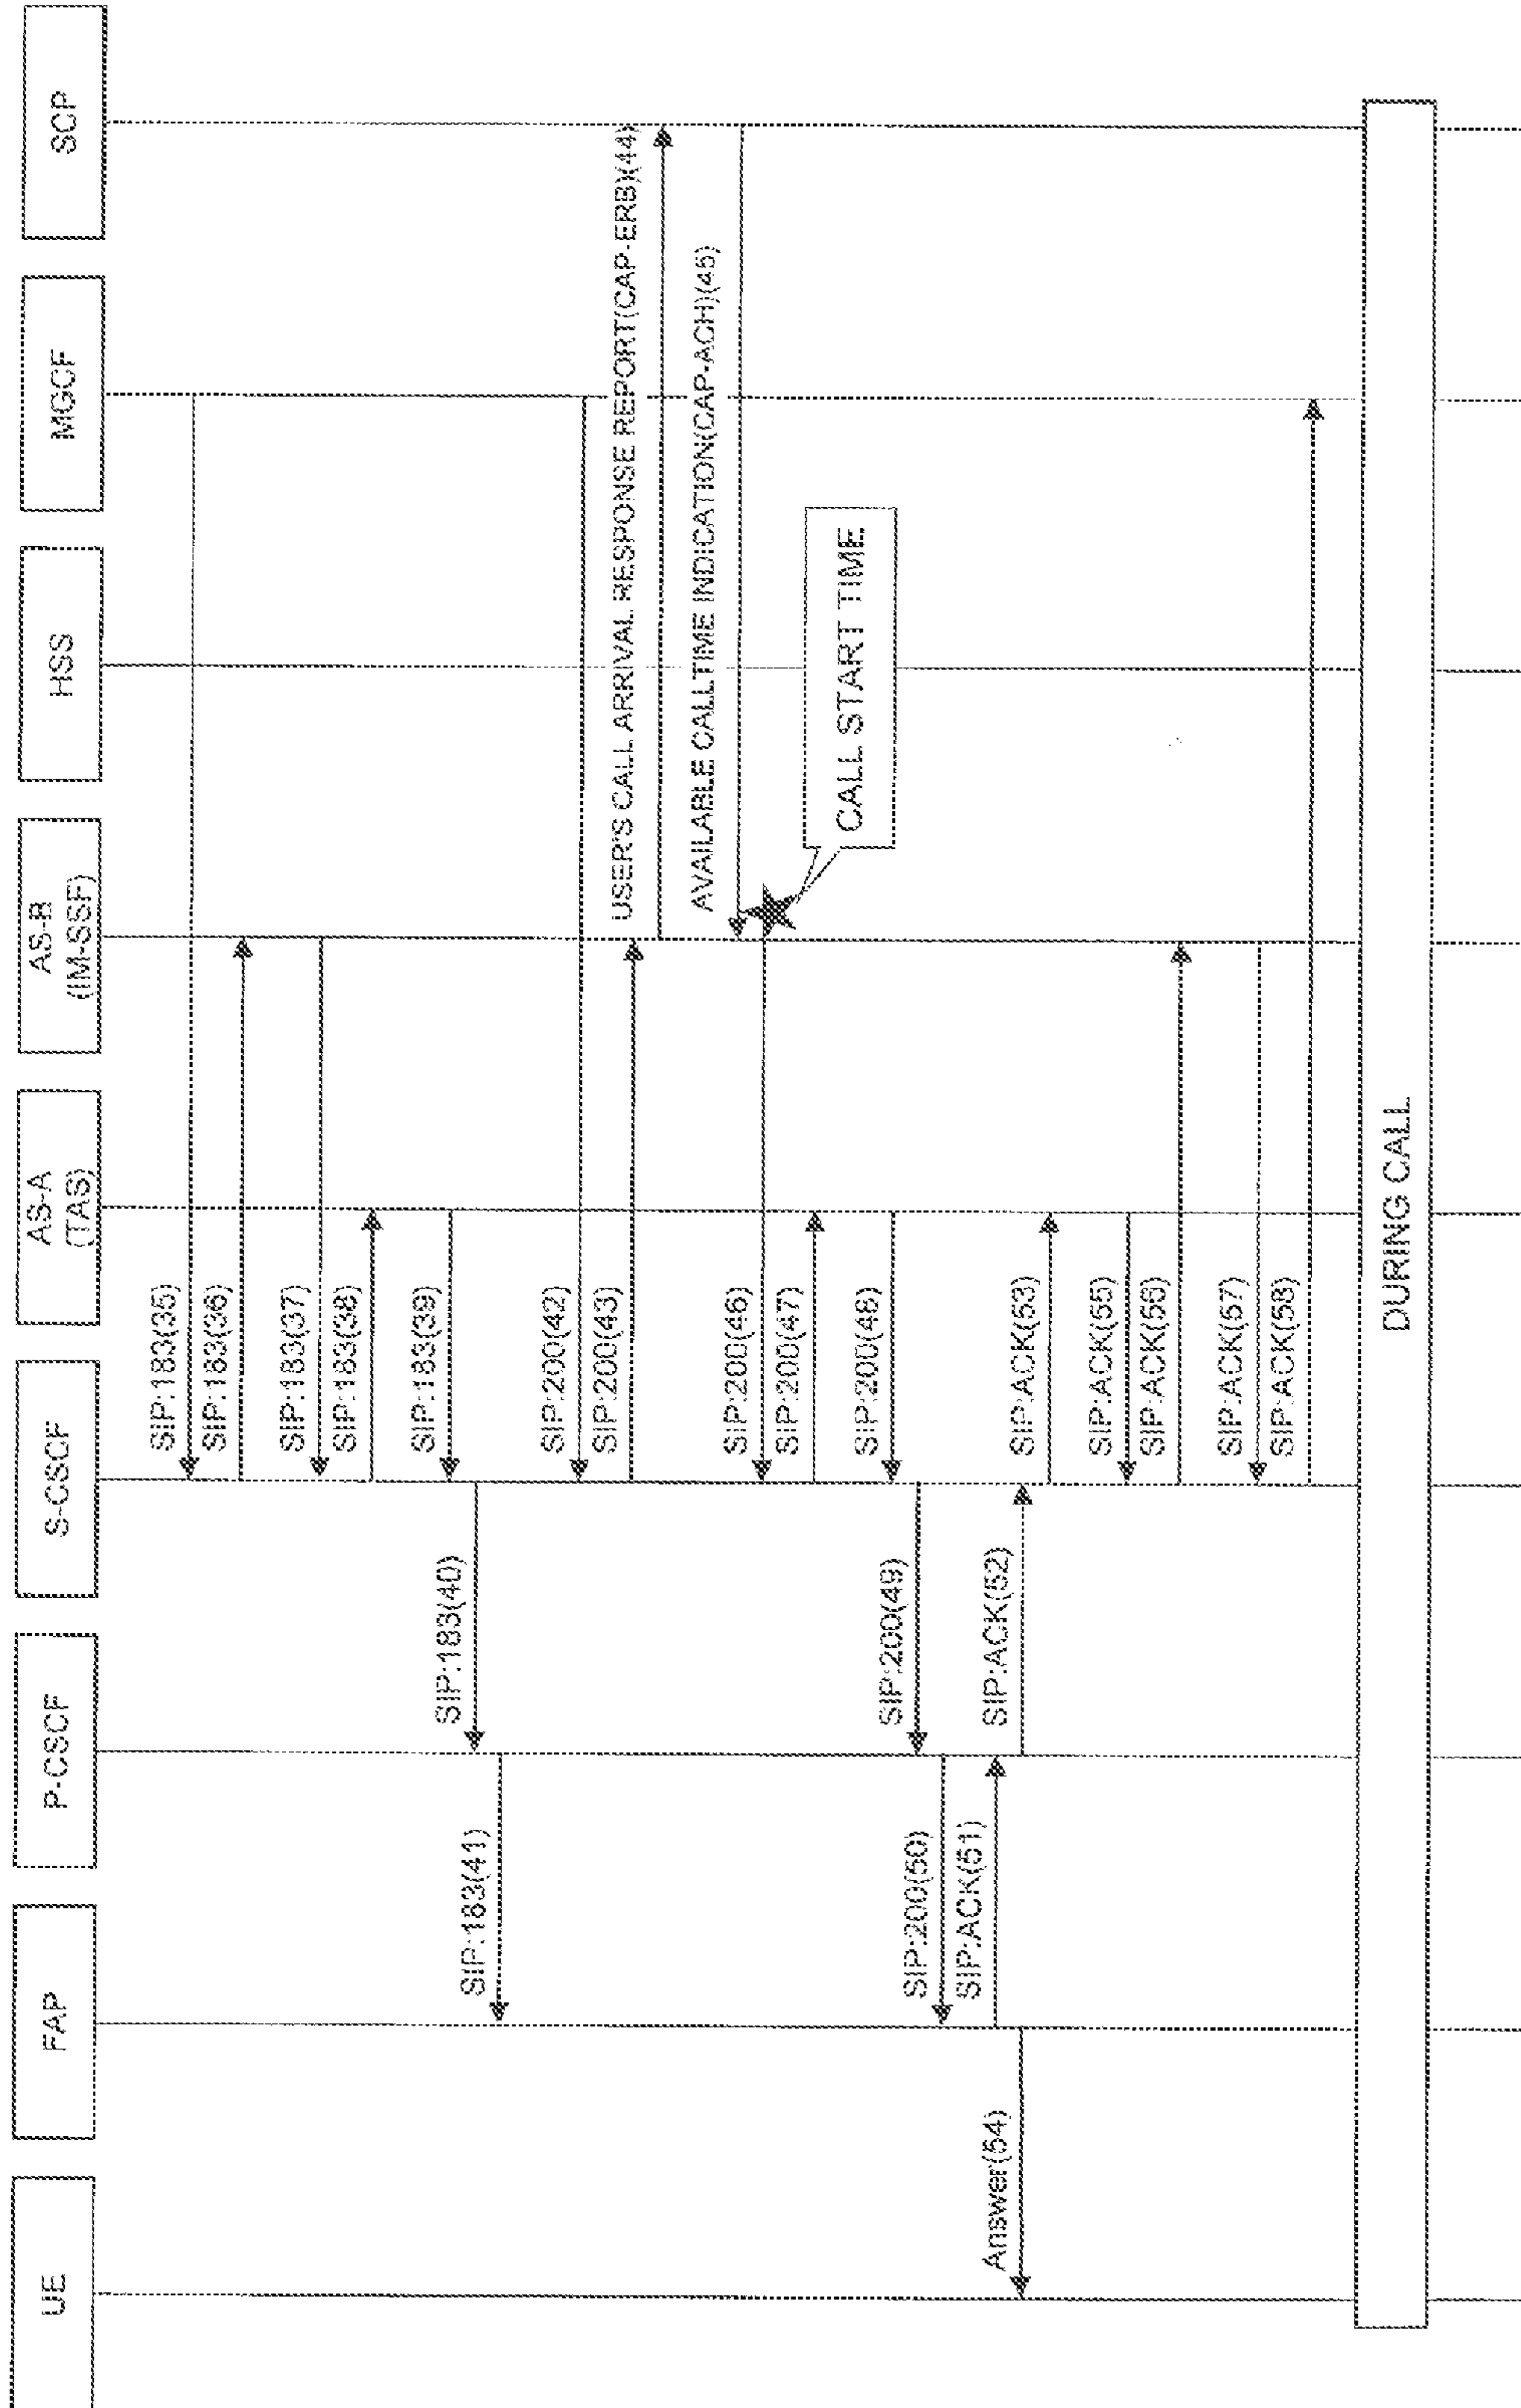 UE
FAP
P-CSCF
S-CSCF
AS-A
(TAS)
AS-B
(IM-SSF)
HSS
MGCF
SCP
SIP:183(35)
SIP:183(36)
SIP:183(37)
SIP:183(38)
SIP:183(39)
SIP:183(40)
SIP:183(41)
SIP:200(42)
SIP:200(43)
USER'S CALL ARRIVAL RESPONSE REPORT(CAP-ERB)(44)
AVAILABLE CALLTIME INDICATION(CAP-ACH)(45)
CALL START TIME
SIP:200(46)
SIP:200(47)
SIP:200(48)
SIP:200(49)
SIP:200(50)
SIP:ACK(51)
SIP:ACK(52)
SIP:ACK(53)
Answer(54)
SIP:ACK(55)
SIP:ACK(56)
SIP:ACK(57)
SIP:ACK(58)
DURING CALL